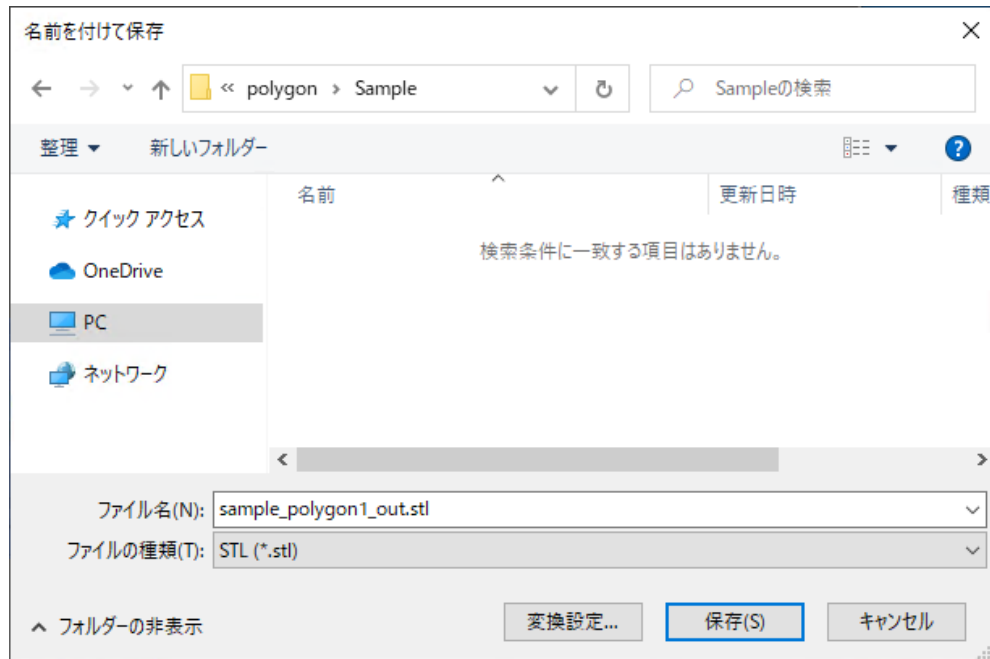 名前を付けて保存
« polygon › Sample
Sampleの検索
整理
新しいフォルダー
名前
更新日時
種類
クイック アクセス
検索条件に一致する項目はありません。
OneDrive
PC
ネットワーク
ファイル名(N): sample_polygon1_out.stl
ファイルの種類(T): STL (*.stl)
フォルダーの非表示
変換設定...
保存(S)
キャンセル